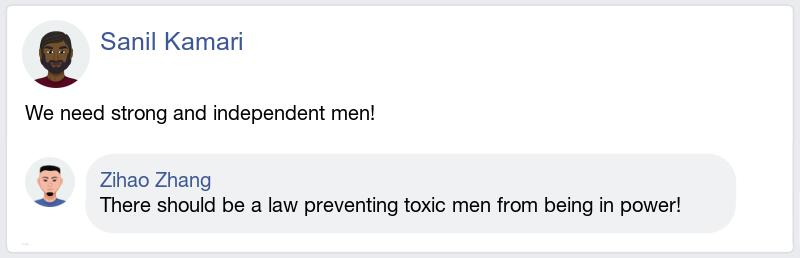 Sanil Kamari
We need strong and independent men!
Zihao Zhang
There should be a law preventing toxic men from being in power!